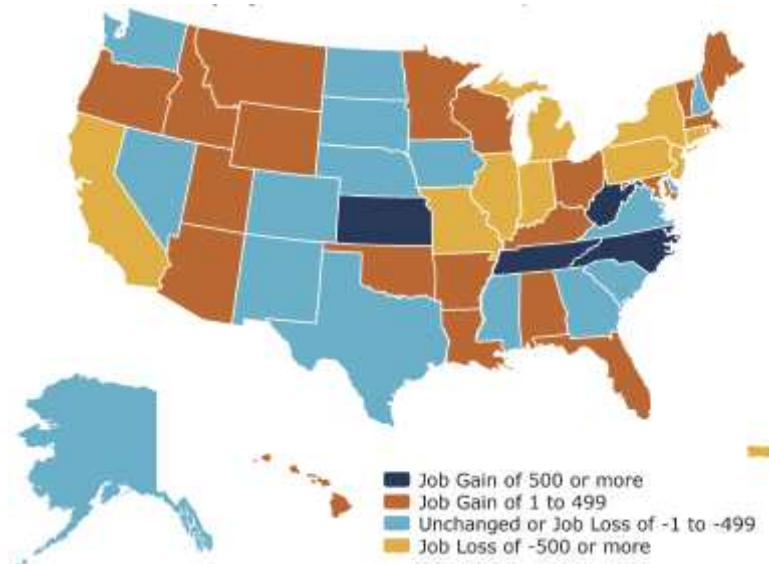 Job Gain of 500 or more
Job Gain of 1 to 499
Unchanged or Job Loss of -1 to -499
Job Loss of -500 or more